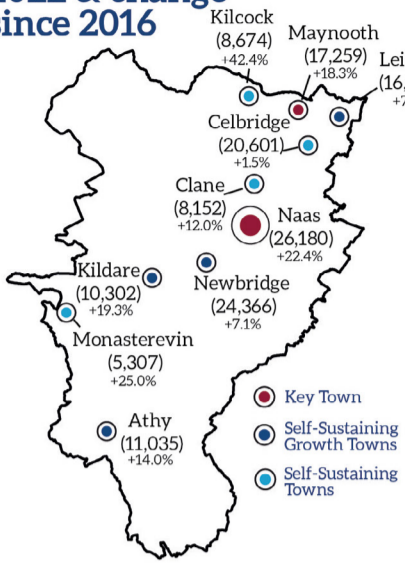 since 2016
Kilcock
(8,674)
+42.4%
Maynooth
(17,259)
+18.3%
Celbridge
(20,601)
+1.5%
Clane
(8,152)
+12.0%
Naas
(26,180)
+22.4%
Kildare
(10,302)
+19.3%
Newbridge
(24,366)
+7.1%
Monasterevin
(5,307)
+25.0%
Athy
(11,035)
+14.0%
Key Town
Self-Sustaining
Growth Towns
Self-Sustaining
Towns